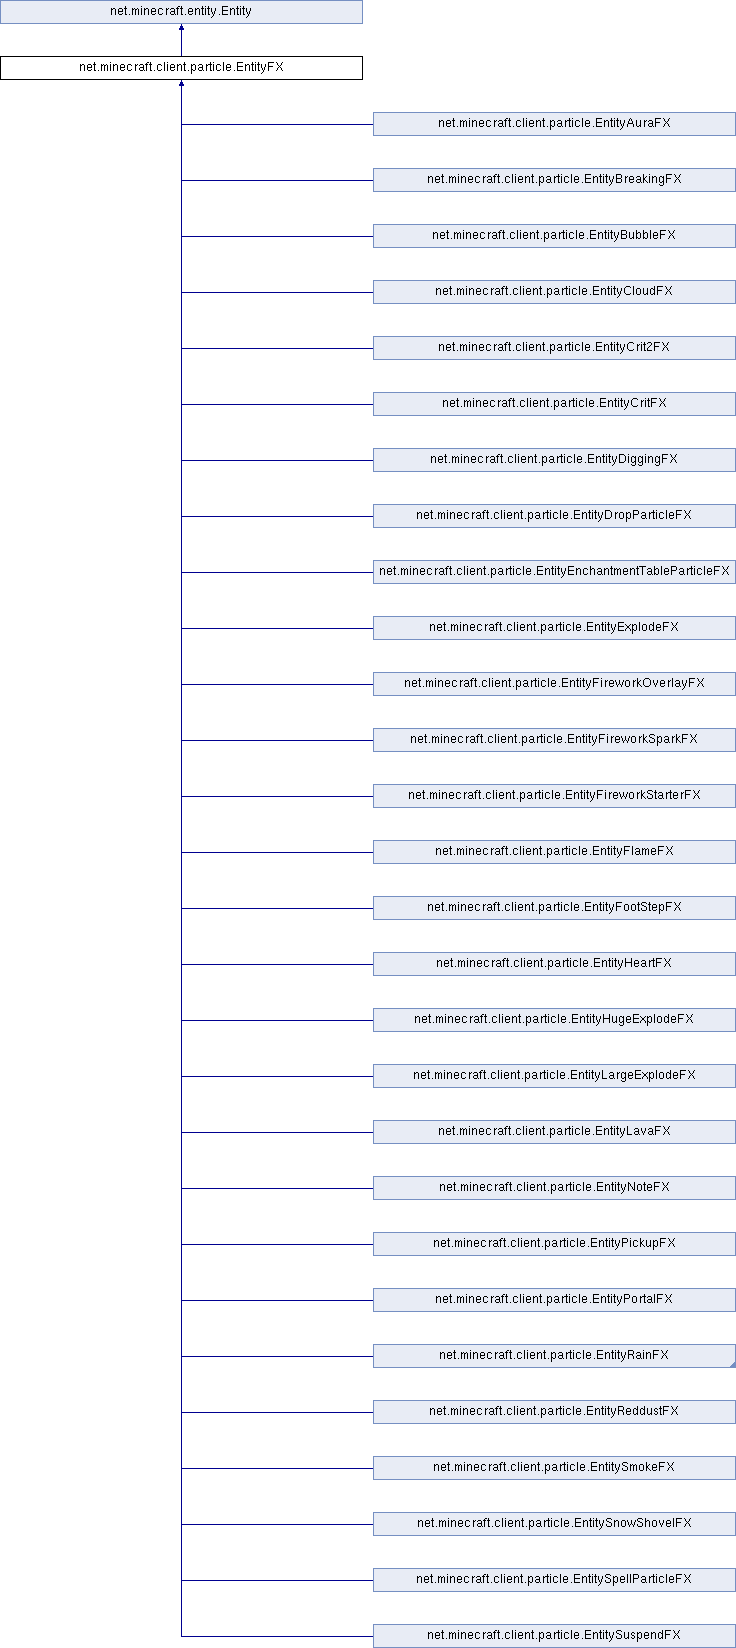 net.minecraft.entity.Entity
net.minecraft.client.particle.EntityFX
net.minecraft.client.particle.EntityAuraFX
net.minecraft.client.particle.EntityBreakingFX
net.minecraft.client.particle.EntityBubbleFX
net.minecraft.client.particle.EntityCloudFX
net.minecraft.client.particle.EntityCrit2FX
net.minecraft.client.particle.EntityCritFX
net.minecraft.client.particle.EntityDiggingFX
net.minecraft.client.particle.EntityDropParticleFX
net.minecraft.client.particle.EntityEnchantmentTableParticleFX
net.minecraft.client.particle.EntityExplodeFX
net.minecraft.client.particle.EntityFireworkOverlayFX
net.minecraft.client.particle.EntityFireworkSparkFX
net.minecraft.client.particle.EntityFireworkStarterFX
net.minecraft.client.particle.EntityFlameFX
net.minecraft.client.particle.EntityFootStepFX
net.minecraft.client.particle.EntityHeartFX
net.minecraft.client.particle.EntityHugeExplodeFX
net.minecraft.client.particle.EntityLargeExplodeFX
net.minecraft.client.particle.EntityLavaFX
net.minecraft.client.particle.EntityNoteFX
net.minecraft.client.particle.EntityPickupFX
net.minecraft.client.particle.EntityPortalFX
net.minecraft.client.particle.EntityRainFX
net.minecraft.client.particle.EntityReddustFX
net.minecraft.client.particle.EntitySmokeFX
net.minecraft.client.particle.EntitySnowShovelFX
net.minecraft.client.particle.EntitySpellParticleFX
net.minecraft.client.particle.EntitySuspendFX